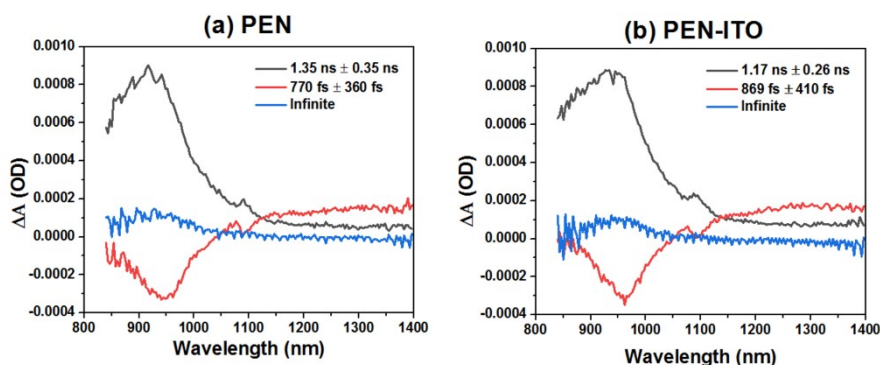 (a) PEN
0.0010
0.0008
0.0006
0.0004
0.0002
0.0000
-0.0002
-0.0004
ΔA (OD)
1.35 ns ± 0.35 ns
770 fs ± 360 fs
Infinite
800 900 1000 1100 1200 1300 1400
Wavelength (nm)
(b) PEN-ITO
0.0010
0.0008
0.0006
0.0004
0.0002
0.0000
-0.0002
-0.0004
ΔA (OD)
1.17 ns ± 0.26 ns
869 fs ± 410 fs
Infinite
800 900 1000 1100 1200 1300 1400
Wavelength (nm)